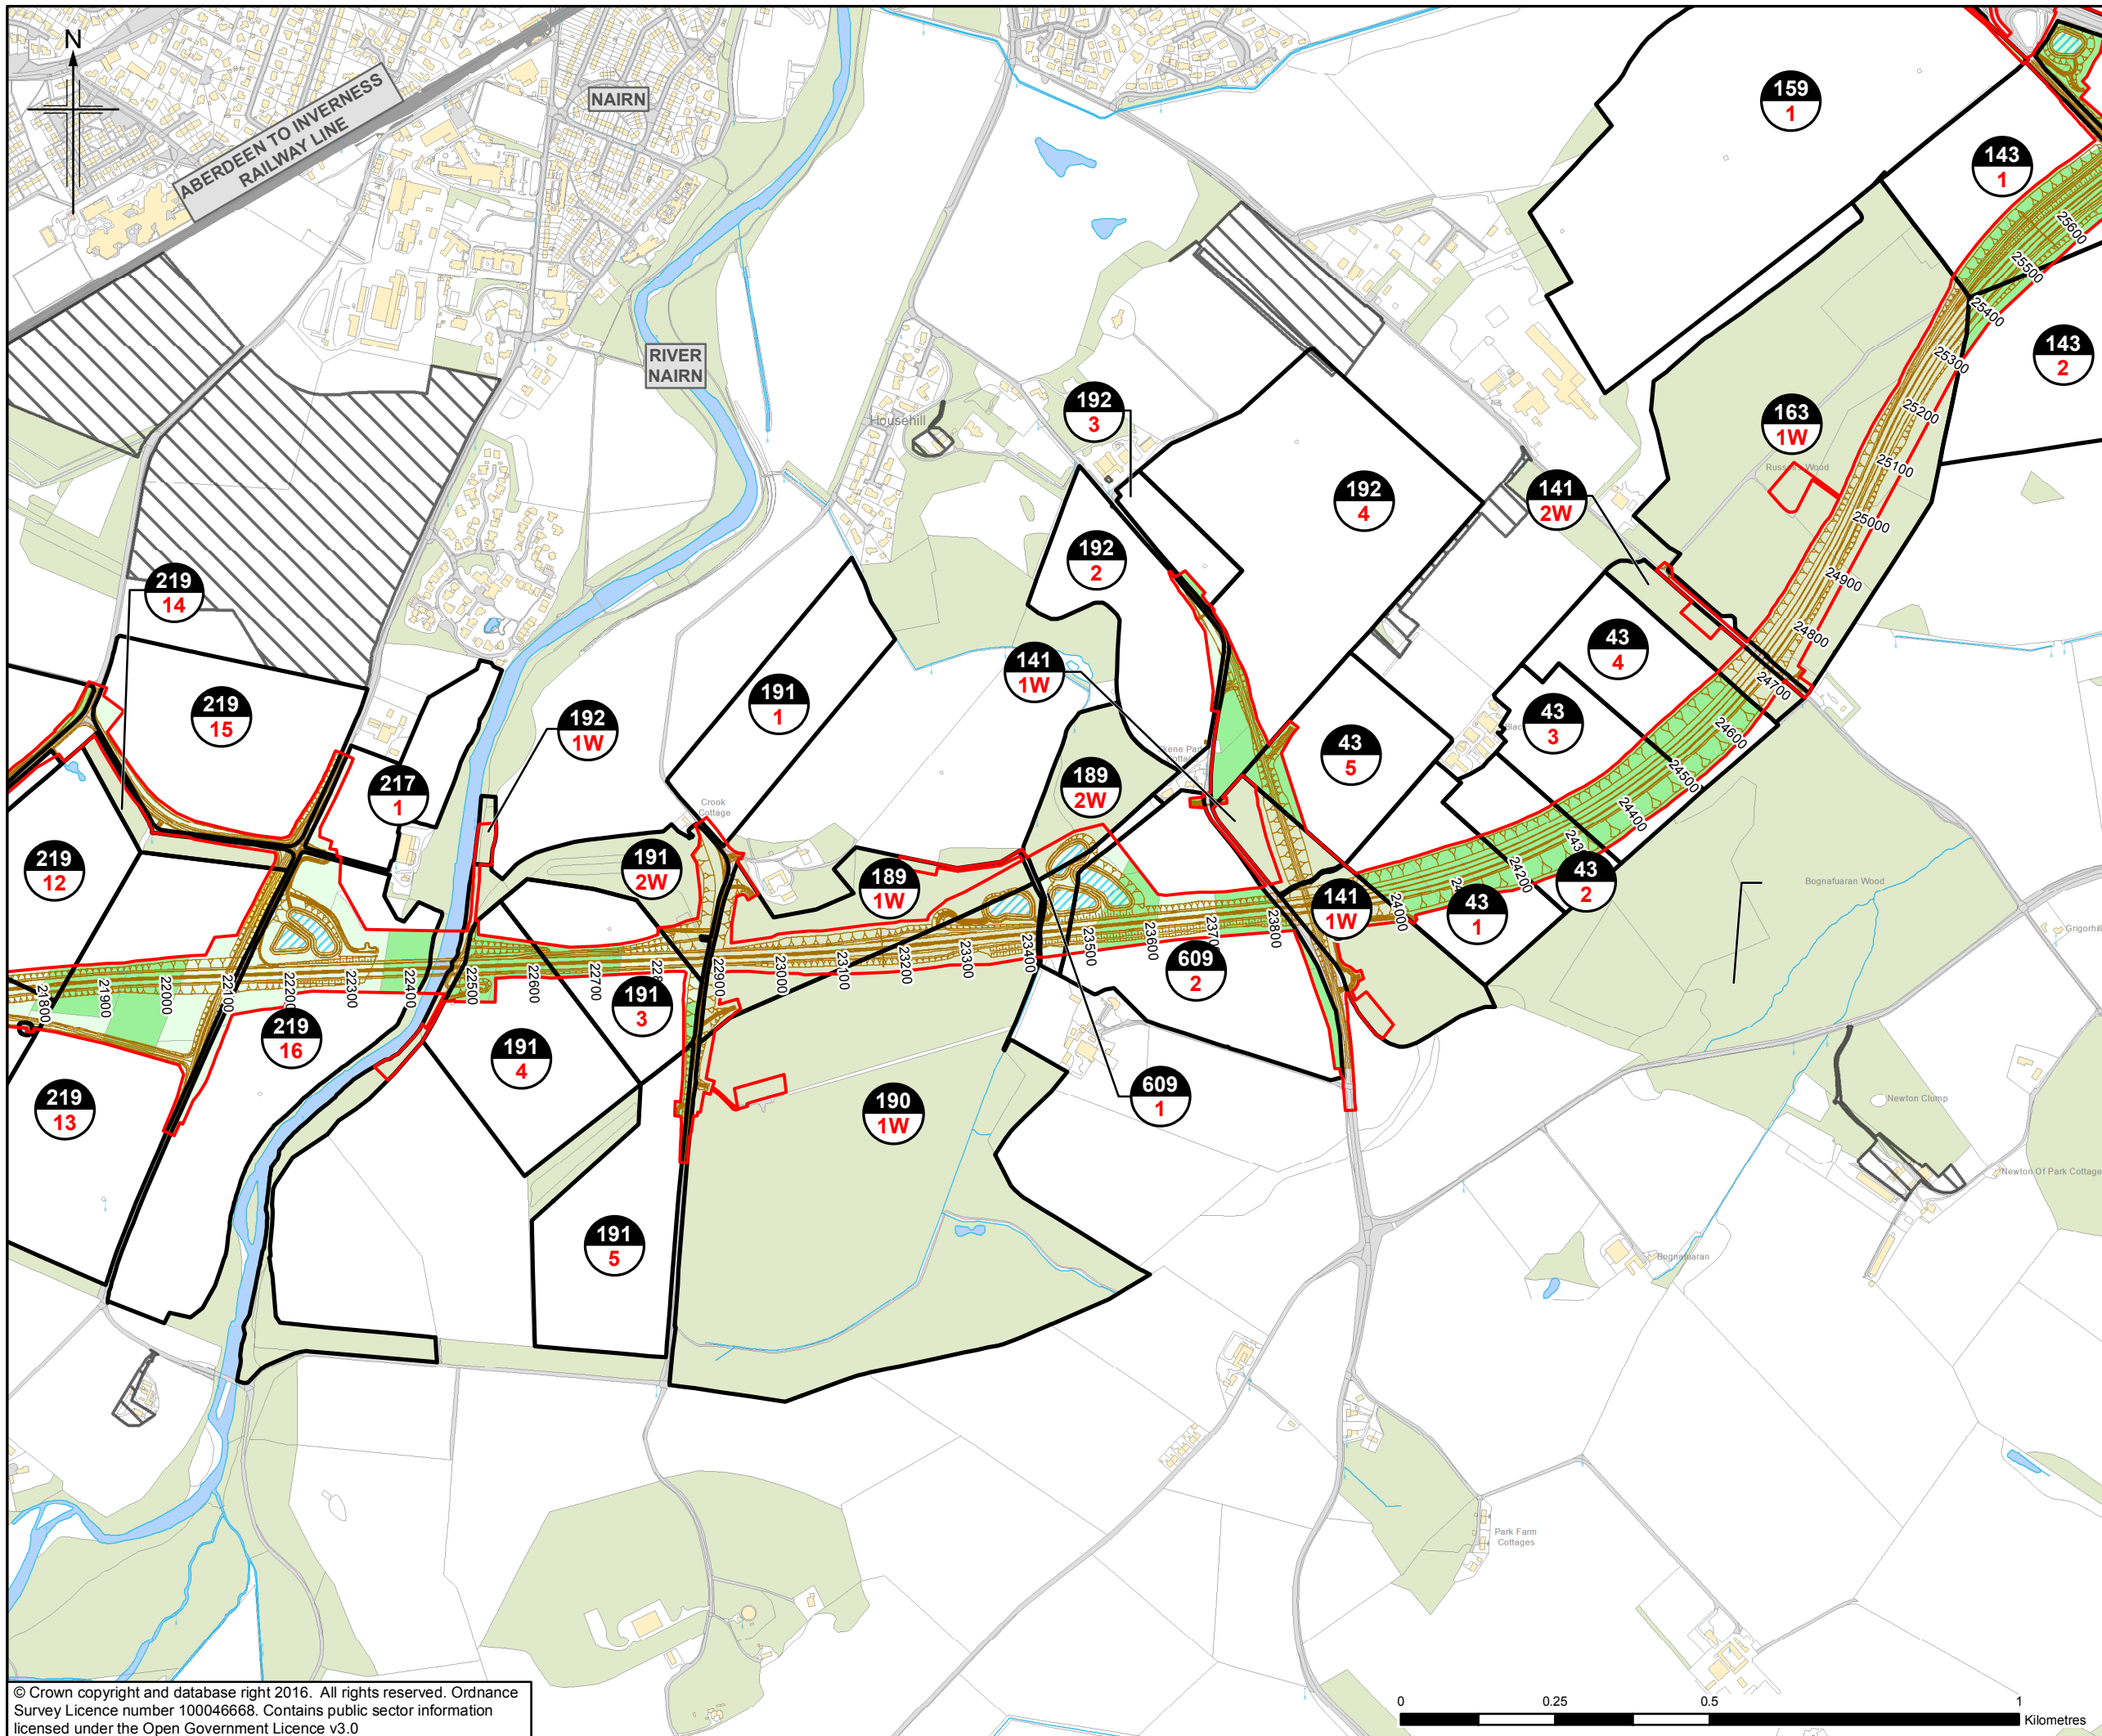 N
ABERDEEN TO INVERNESS
RAILWAY LINE
NAIRN
159
1
143
1
25600
25500
25400
RIVER
NAIRN
25300
143
2
192
3
Househill
25200
163
1W
25100
Russell's Wood
192
4
141
2W
25000
192
2
219
14
24900
24800
43
4
141
1W
24700
191
1
219
15
192
1W
43
3
24600
43
5
Skene Park
Cottage
24500
189
2W
217
1
Crook
Cottage
24400
219
12
191
2W
189
1W
24200
43
2
Bognafuaran Wood
141
1W
24000
43
1
Grigorhill
23800
23600
23500
23400
23300
23200
23100
23000
22900
22700
22600
22500
22400
22300
22200
22100
22000
21900
21800
609
2
191
3
219
16
191
4
609
1
219
13
190
1W
Newton Clump
Newton Of Park Cottage
191
5
Bognafuaran
Park Farm
Cottages
© Crown copyright and database right 2016. All rights reserved. Ordnance
Survey Licence number 100046668. Contains public sector information
licensed under the Open Government Licence v3.0
0 0.25 0.5 1
Kilometres